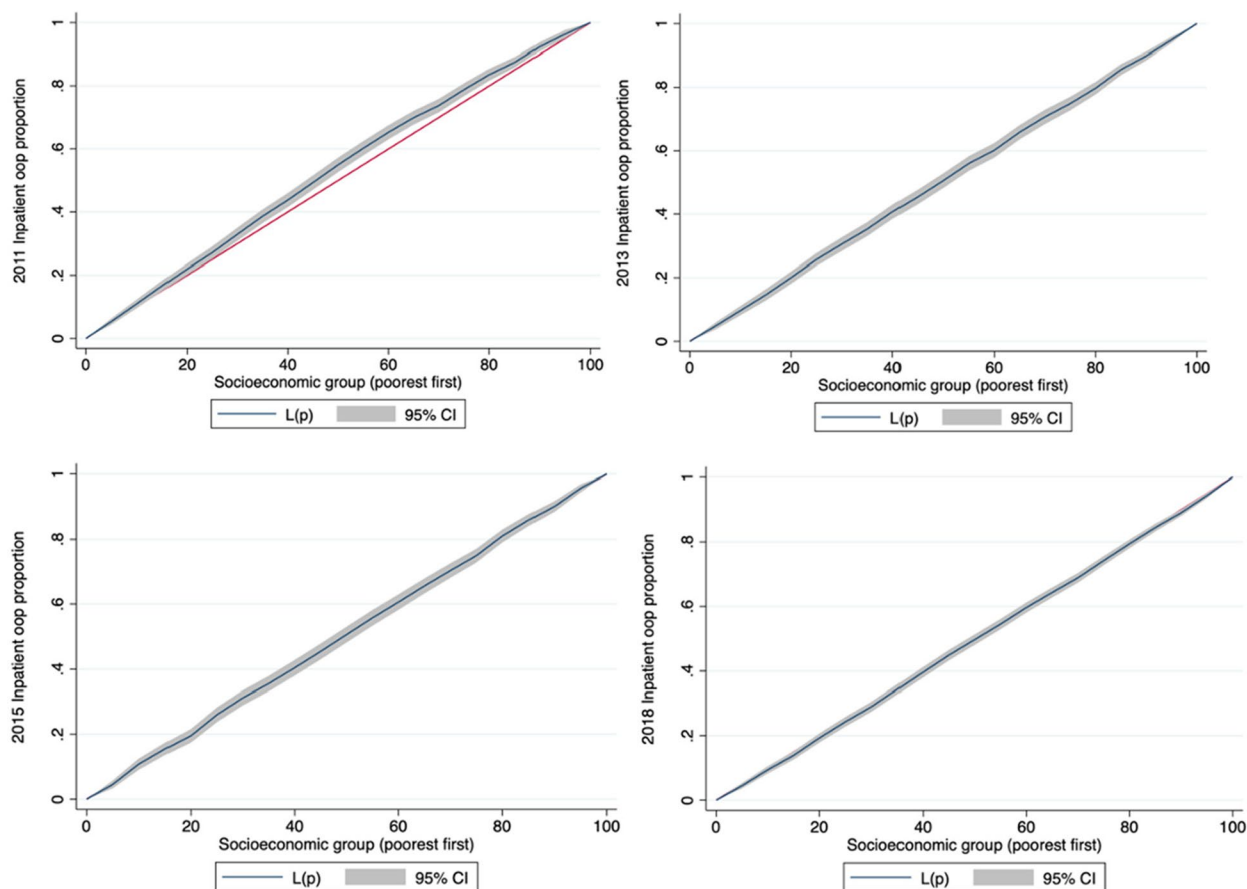 2011 Inpatient oop proportion
1
.8
.6
.4
.2
0
0 20 40 60 80 100
Socioeconomic group (poorest first)
L(p) 95% CI
2013 Inpatient oop proportion
1
.8
.6
.4
.2
0
0 20 40 60 80 100
Socioeconomic group (poorest first)
L(p) 95% CI
2015 Inpatient oop proportion
1
.8
.6
.4
.2
0
0 20 40 60 80 100
Socioeconomic group (poorest first)
L(p) 95% CI
2018 Inpatient oop proportion
1
.8
.6
.4
.2
0
0 20 40 60 80 100
Socioeconomic group (poorest first)
L(p) 95% CI